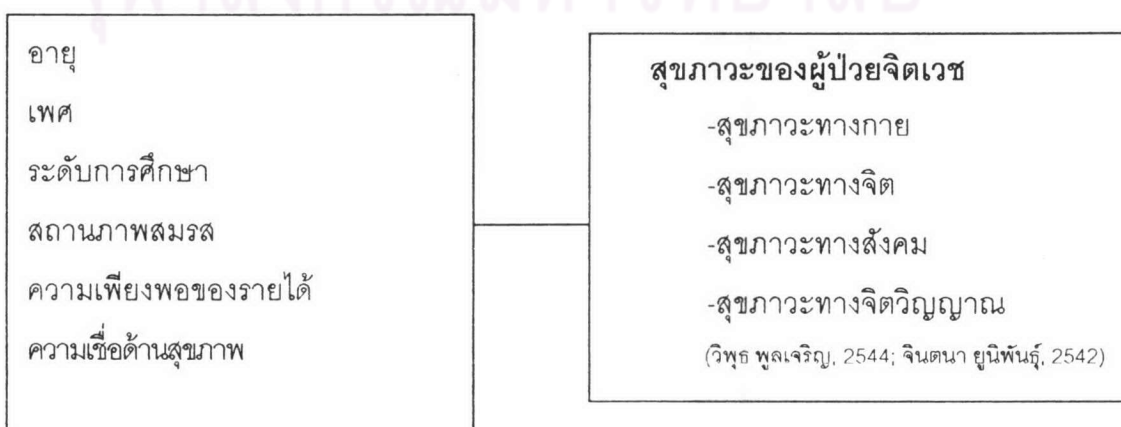 อายุ
เพศ
ระดับการศึกษา
สถานภาพสมรส
ความเพียงพอของรายได้
ความเชื่อด้านสุขภาพ
สุขภาวะของผู้ป่วยจิตเวช
-สุขภาวะทางกาย
-สุขภาวะทางจิต
-สุขภาวะทางสังคม
-สุขภาวะทางจิตวิญญาณ
(วิพุธ พูลเจริญ, 2544; จินตนา ยูนิพันธุ์, 2542)